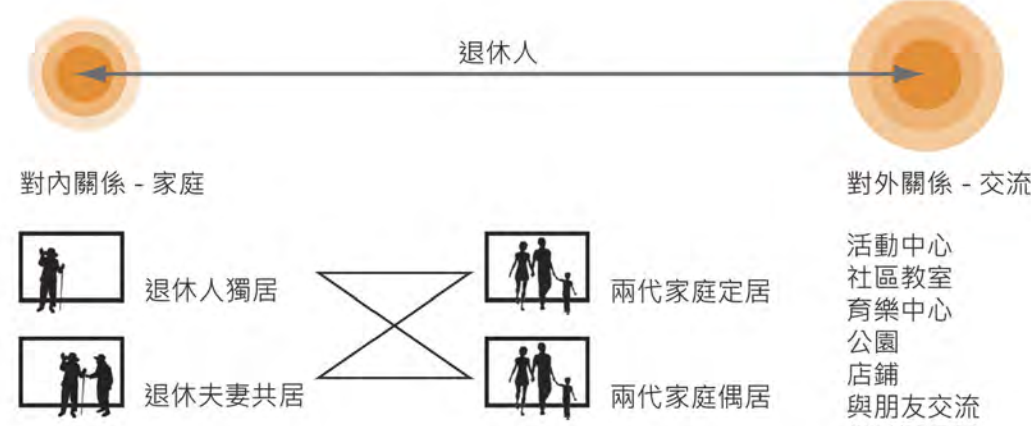 退休人
對內關係 - 家庭
對外關係 - 交流
退休人獨居
兩代家庭定居
退休夫妻共居
兩代家庭偶居
活動中心
社區教室
育樂中心
公園
店鋪
與朋友交流